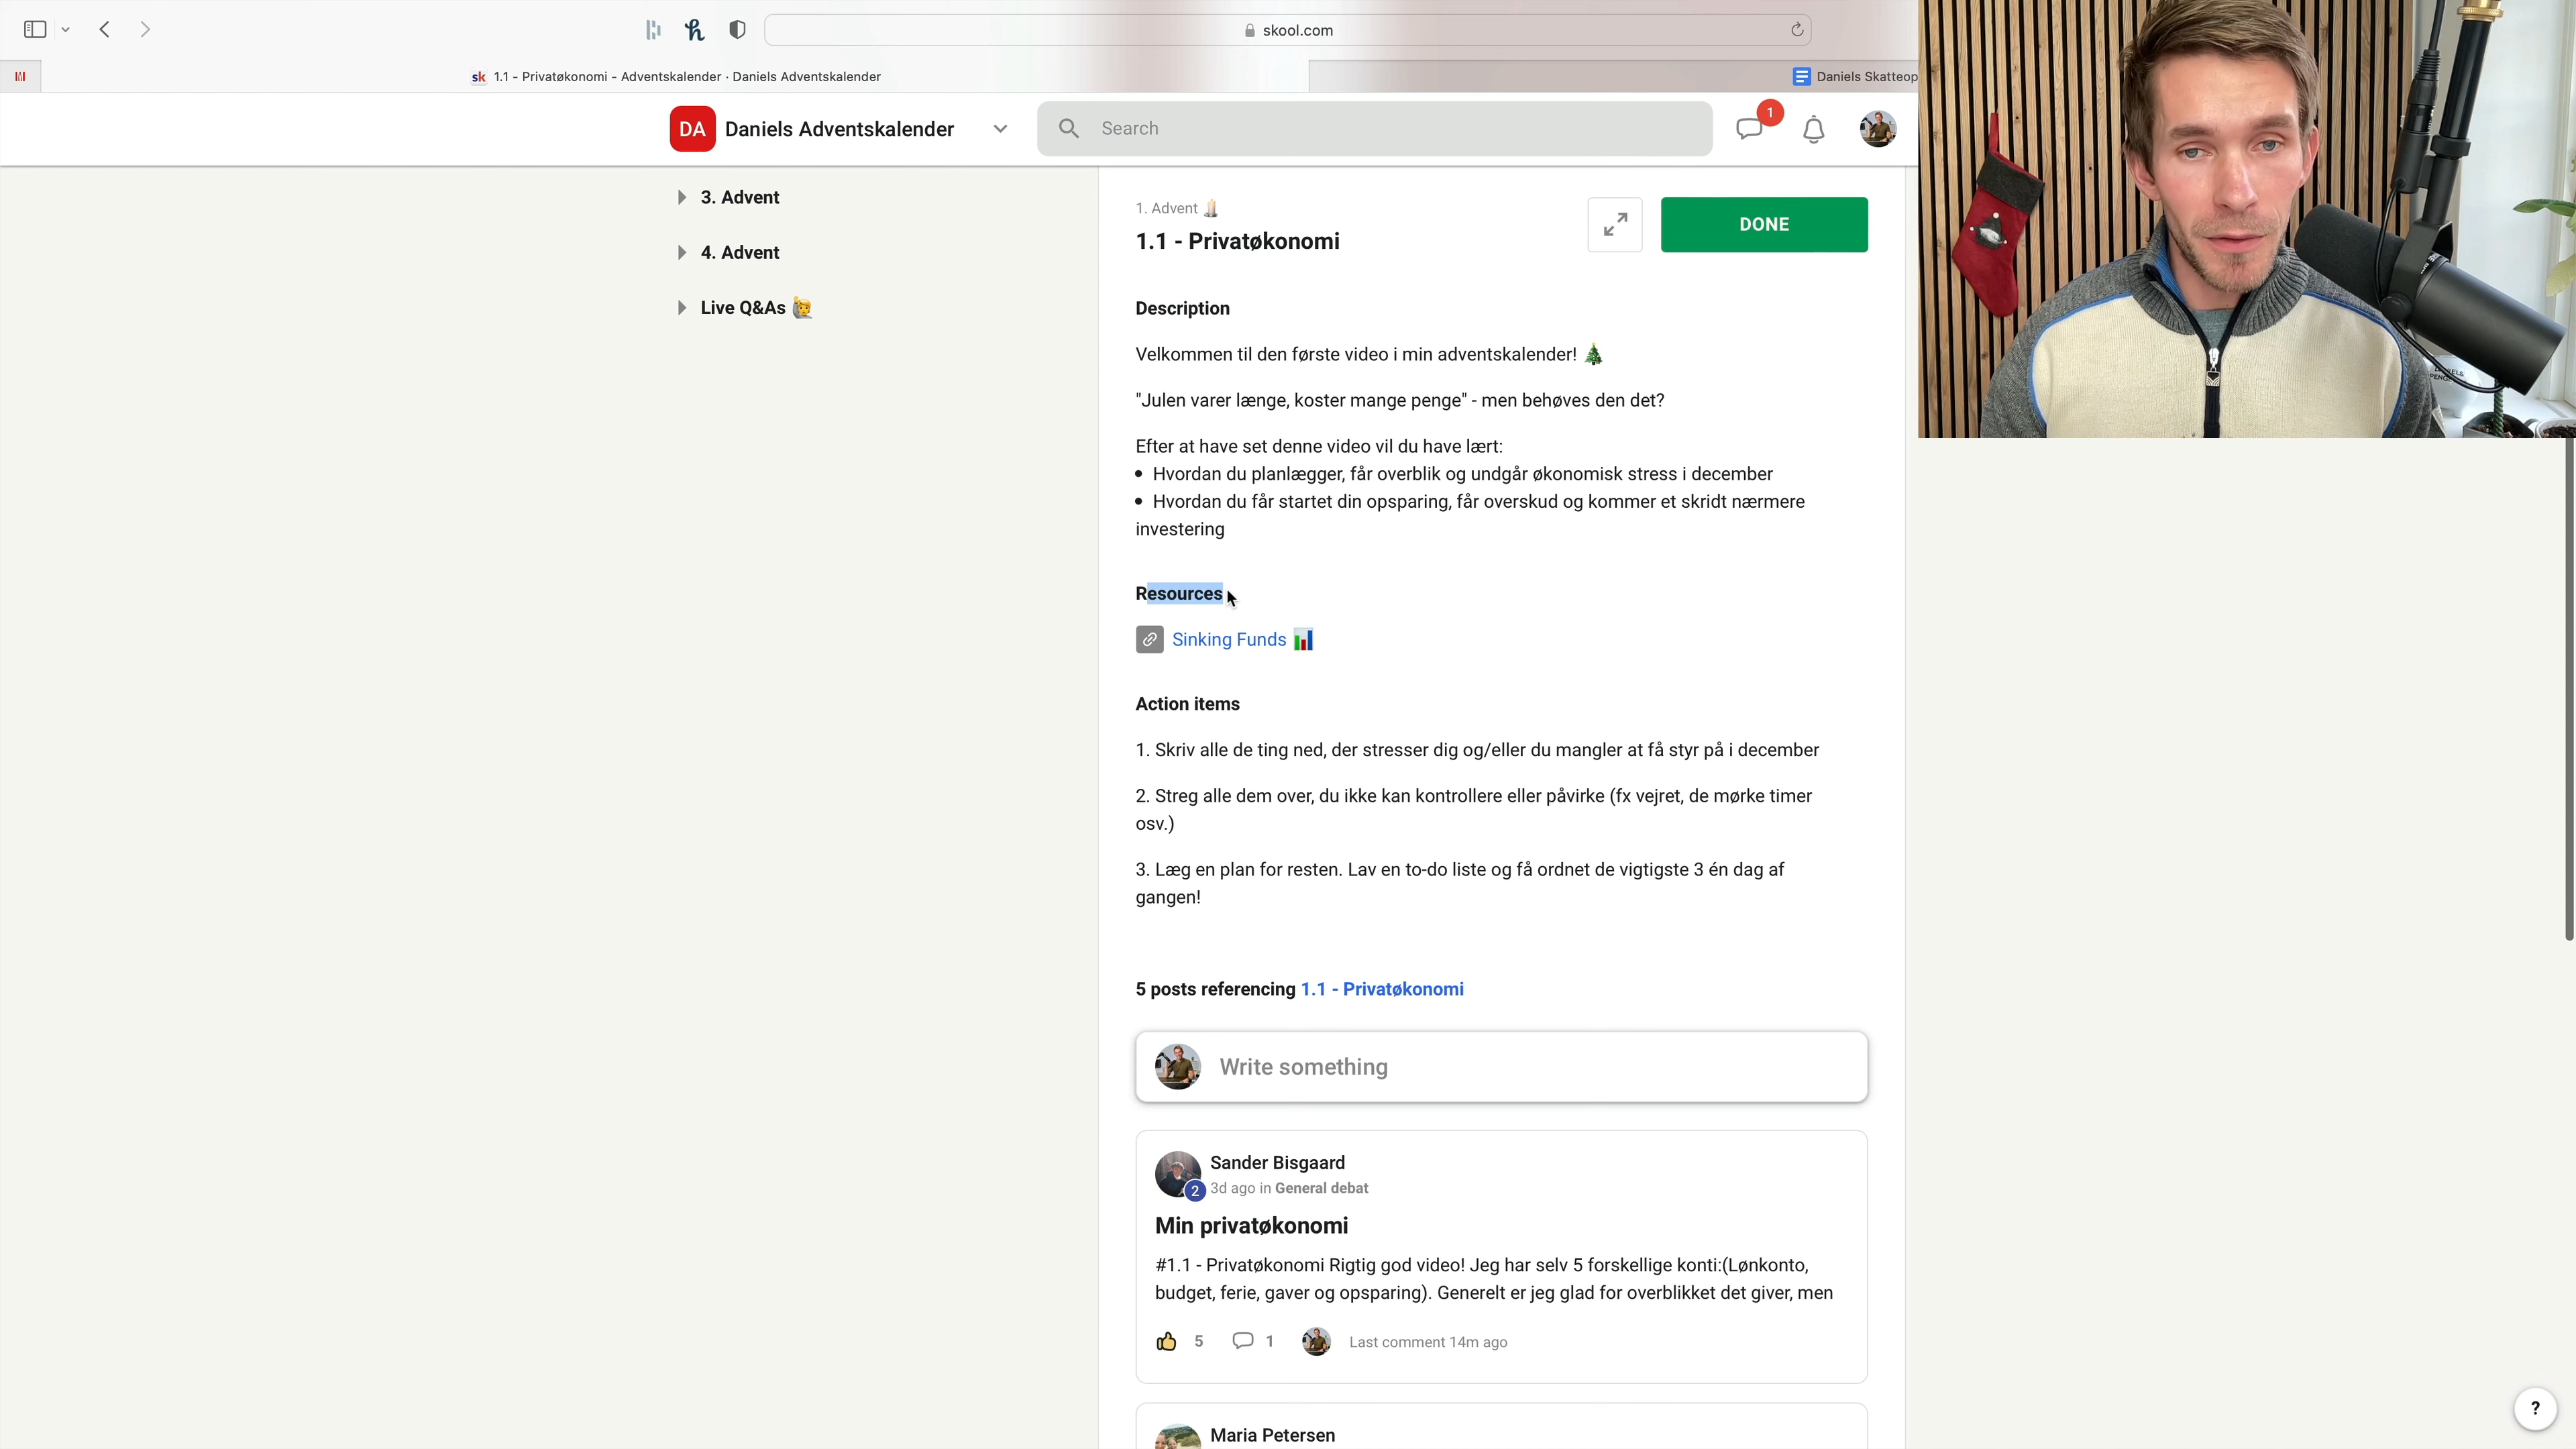 skool.com
sk 1.1 - Privatøkonomi - Adventskalender · Daniels Adventskalender
Daniels Skatteop
DA Daniels Adventskalender
Search
1
3. Advent
4. Advent
Live Q&As
1. Advent
1.1 - Privatøkonomi
DONE
Description
Velkommen til den første video i min adventskalender!
"Julen varer længe, koster mange penge" - men behøves den det?
Efter at have set denne video vil du have lært:
• Hvordan du planlægger, får overblik og undgår økonomisk stress i december
• Hvordan du får startet din opsparing, får overskud og kommer et skridt nærmere
investering
Resources
Sinking Funds
Action items
1. Skriv alle de ting ned, der stresser dig og/eller du mangler at få styr på i december
2. Streg alle dem over, du ikke kan kontrollere eller påvirke (fx vejret, de mørke timer
osv.)
3. Læg en plan for resten. Lav en to-do liste og få ordnet de vigtigste 3 én dag af
gangen!
5 posts referencing 1.1 - Privatøkonomi
Write something
Sander Bisgaard
2 3d ago in General debat
Min privatøkonomi
#1.1 - Privatøkonomi Rigtig god video! Jeg har selv 5 forskellige konti:(Lønkonto,
budget, ferie, gaver og opsparing). Generelt er jeg glad for overblikket det giver, men
5 1 Last comment 14m ago
Maria Petersen
?